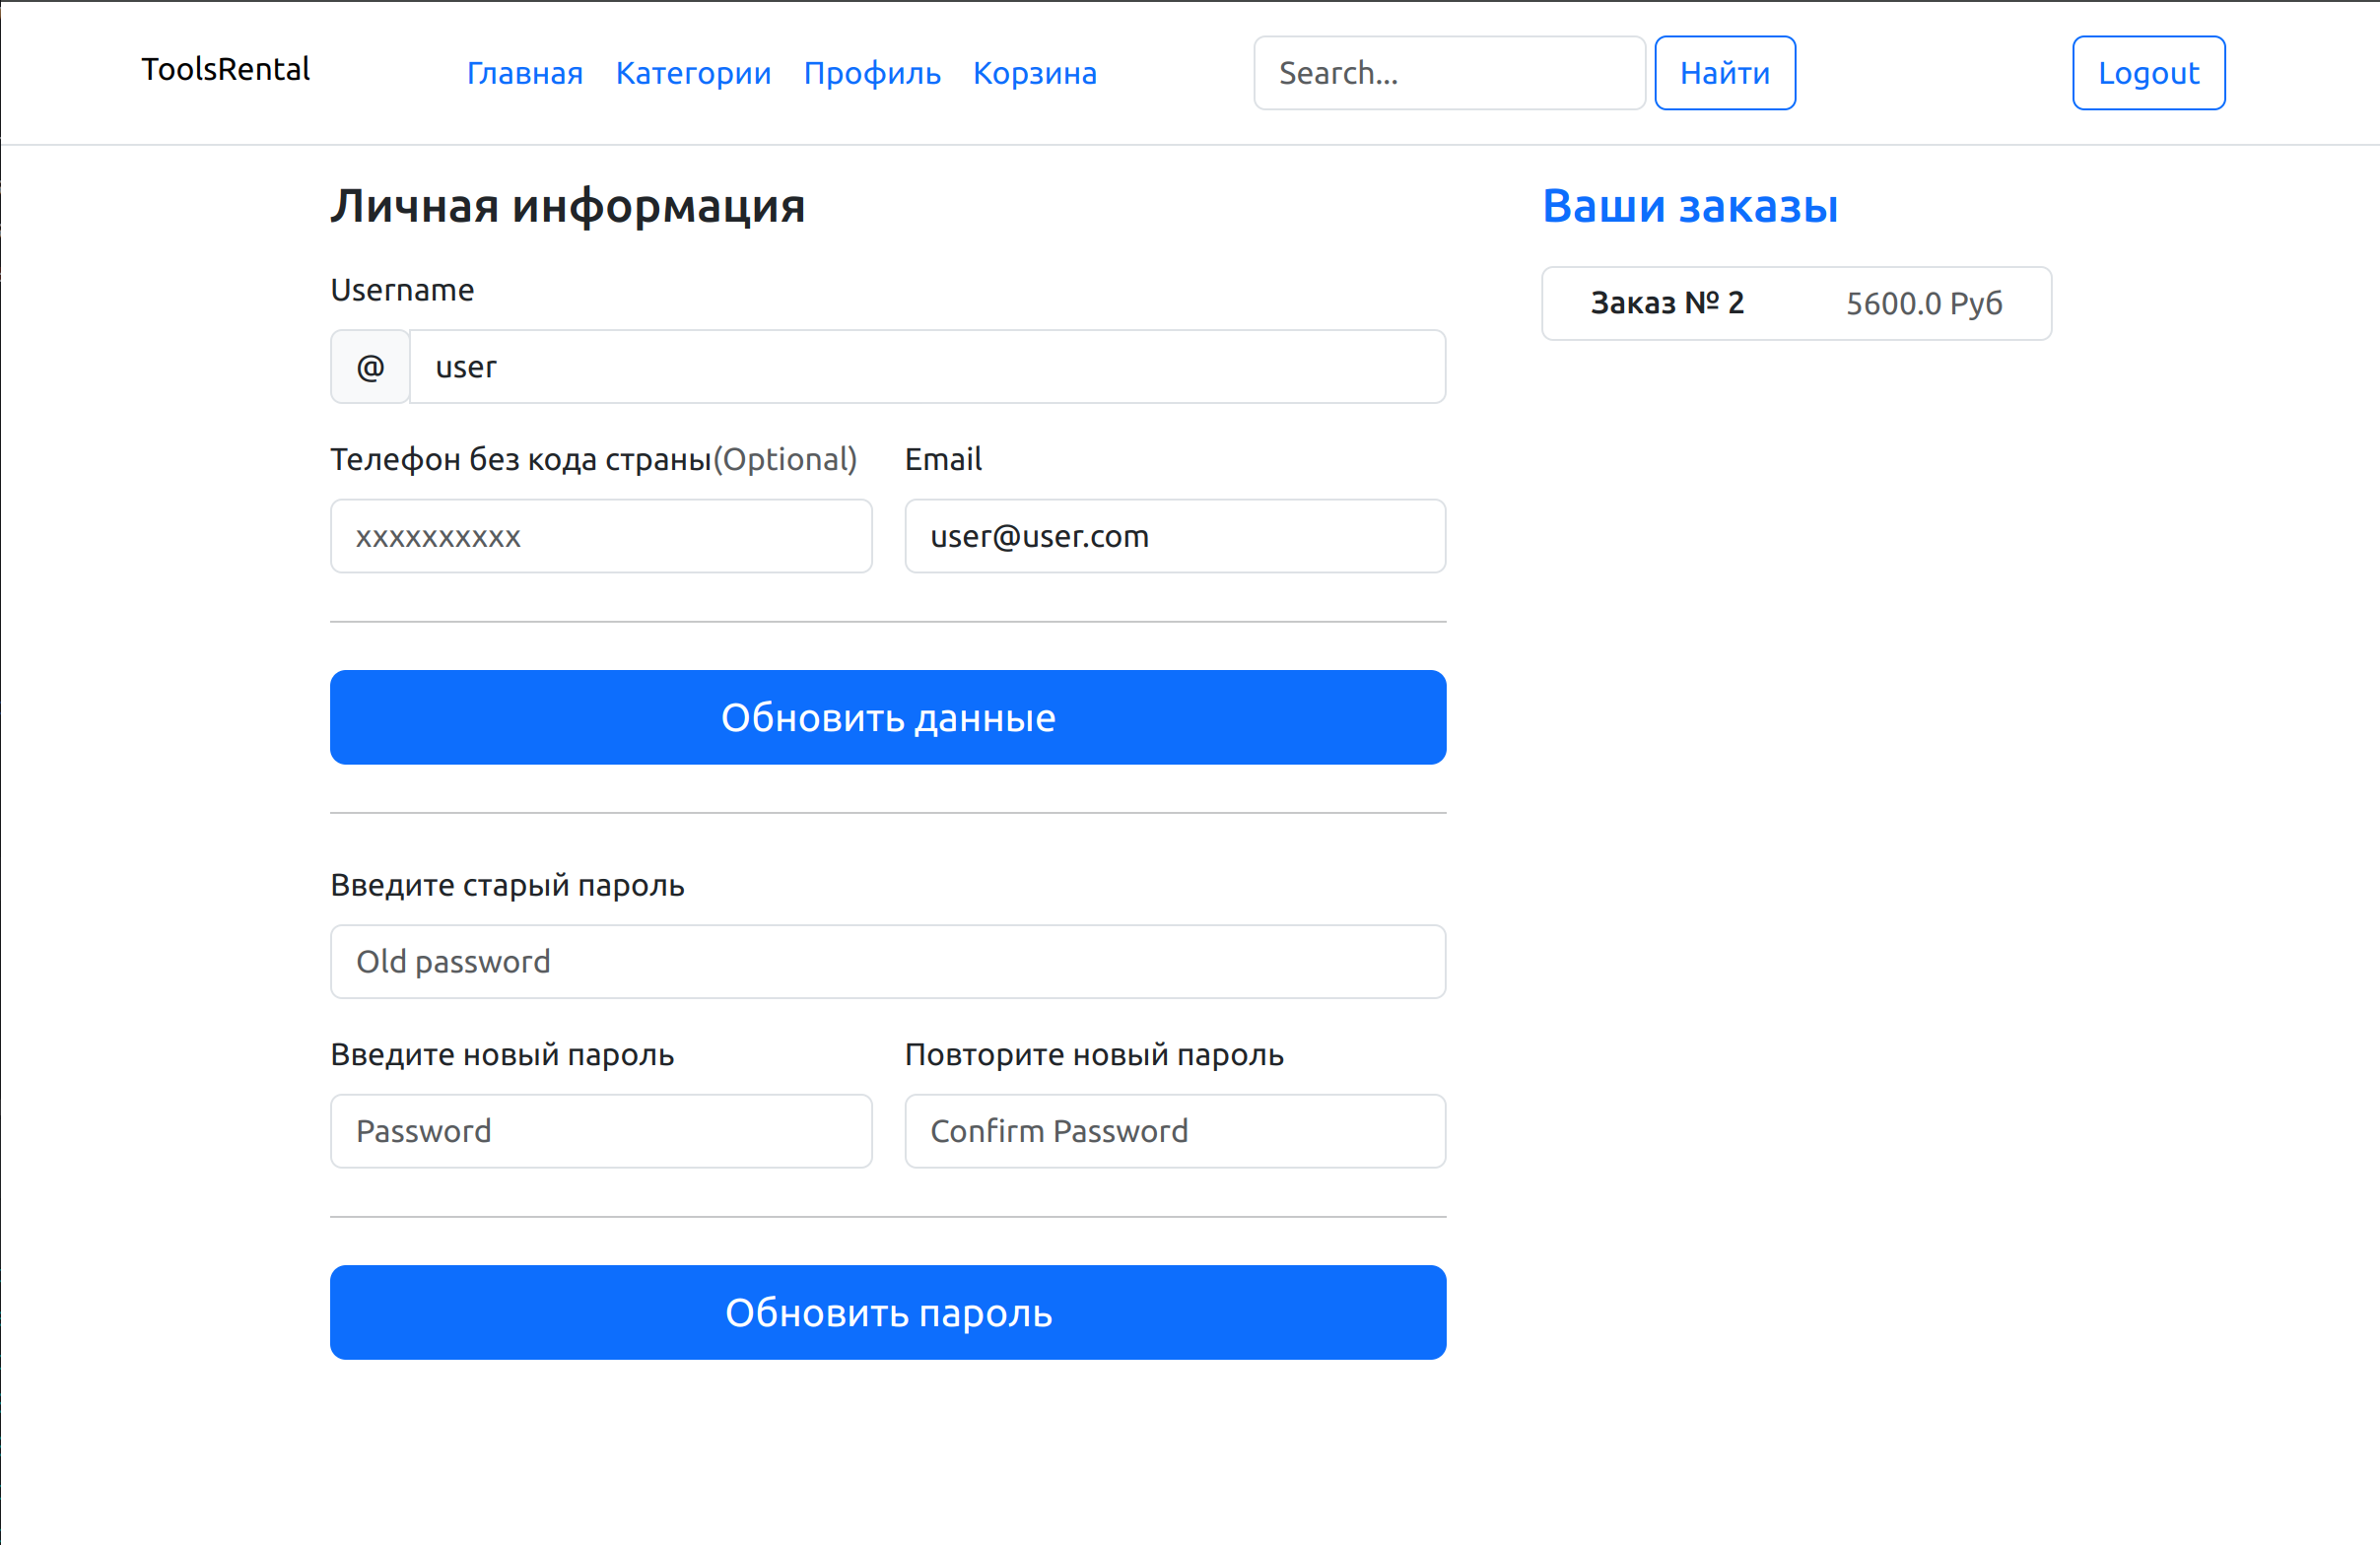 ToolsRental Главная Категории Профиль Корзина Search... Найти Logout
Личная информация
Username
@ user
Телефон без кода страны(Optional) Email
xxxxxxxxxx user@user.com
Обновить данные
Введите старый пароль
Old password
Введите новый пароль Повторите новый пароль
Password Confirm Password
Обновить пароль
Ваши заказы
Заказ № 2 5600.0 Руб